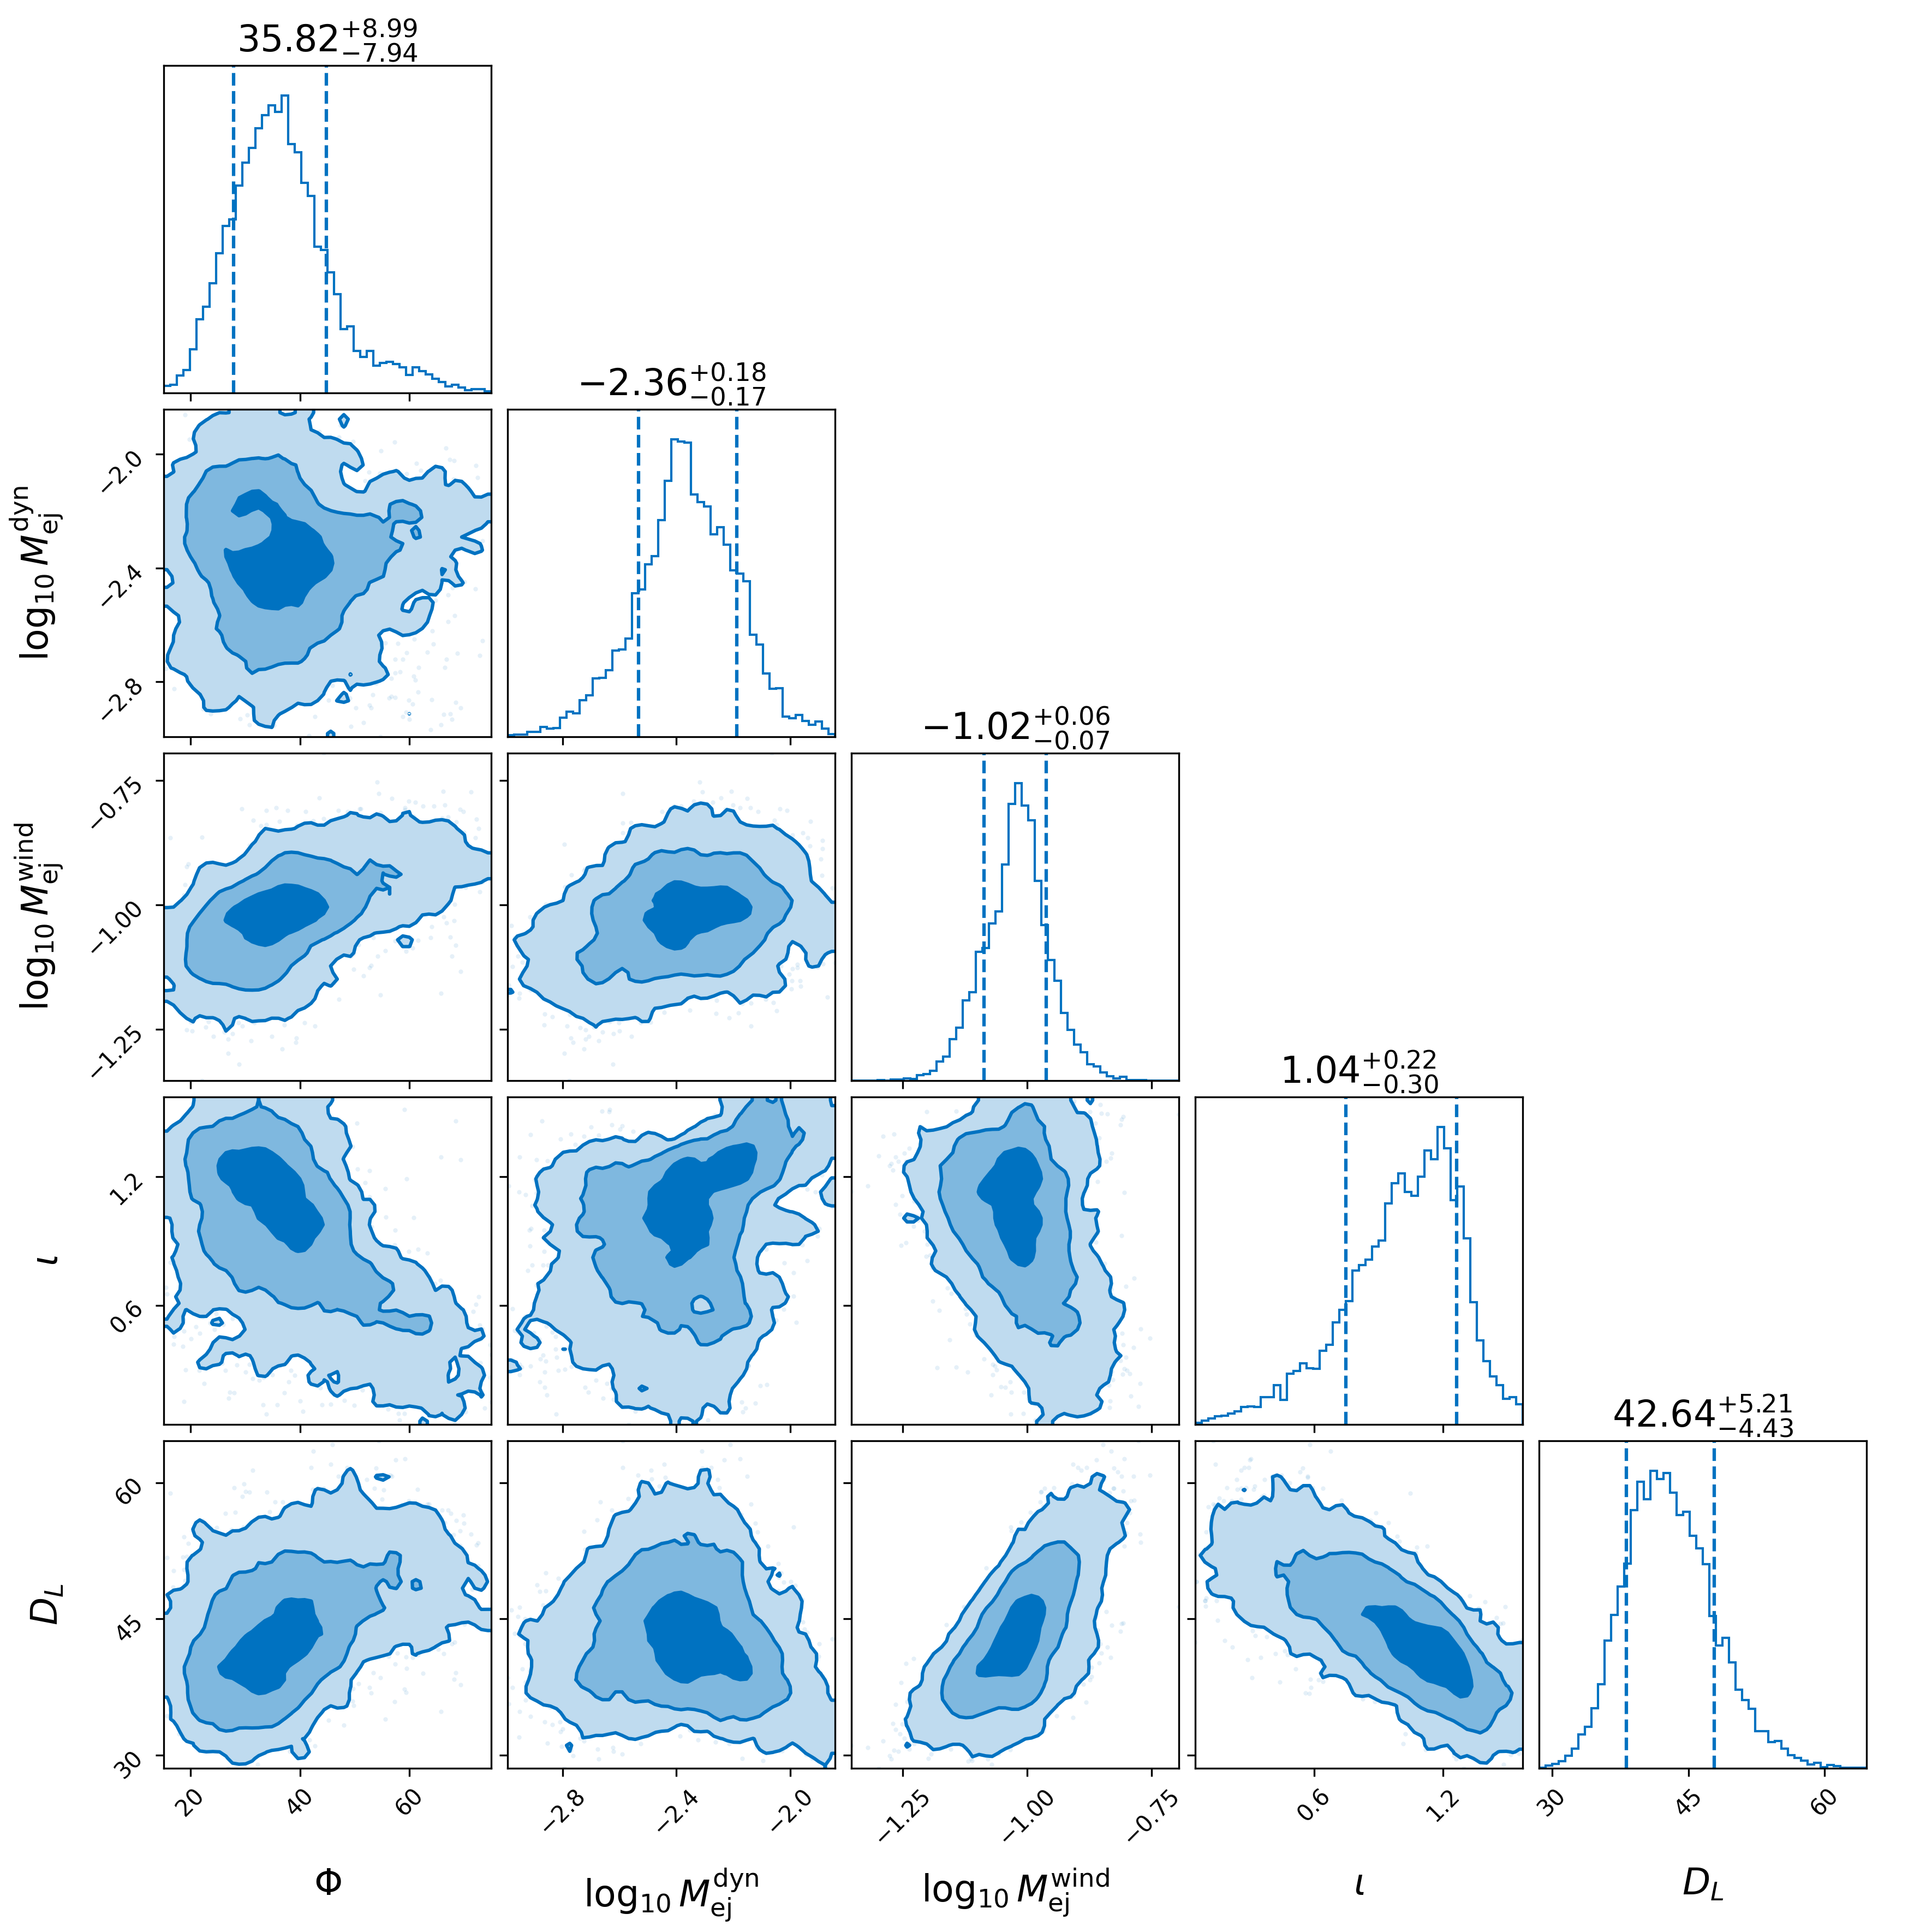 35.82 +8.99 −7.94
−2.36 +0.18 −0.17
−2.0
−2.4
−2.8
log10 M ej dyn
−1.02 +0.06 −0.07
−0.75
−1.00
−1.25
log10 M ej wind
1.04 +0.22 −0.30
1.2
0.6
ι
42.64 +5.21 −4.43
60
45
30
D_L
20 40 60 −2.8 −2.4 −2.0 −1.25 −1.00 −0.75 0.6 1.2 30 45 60
Φ log10 M ej dyn log10 M ej wind ι D_L